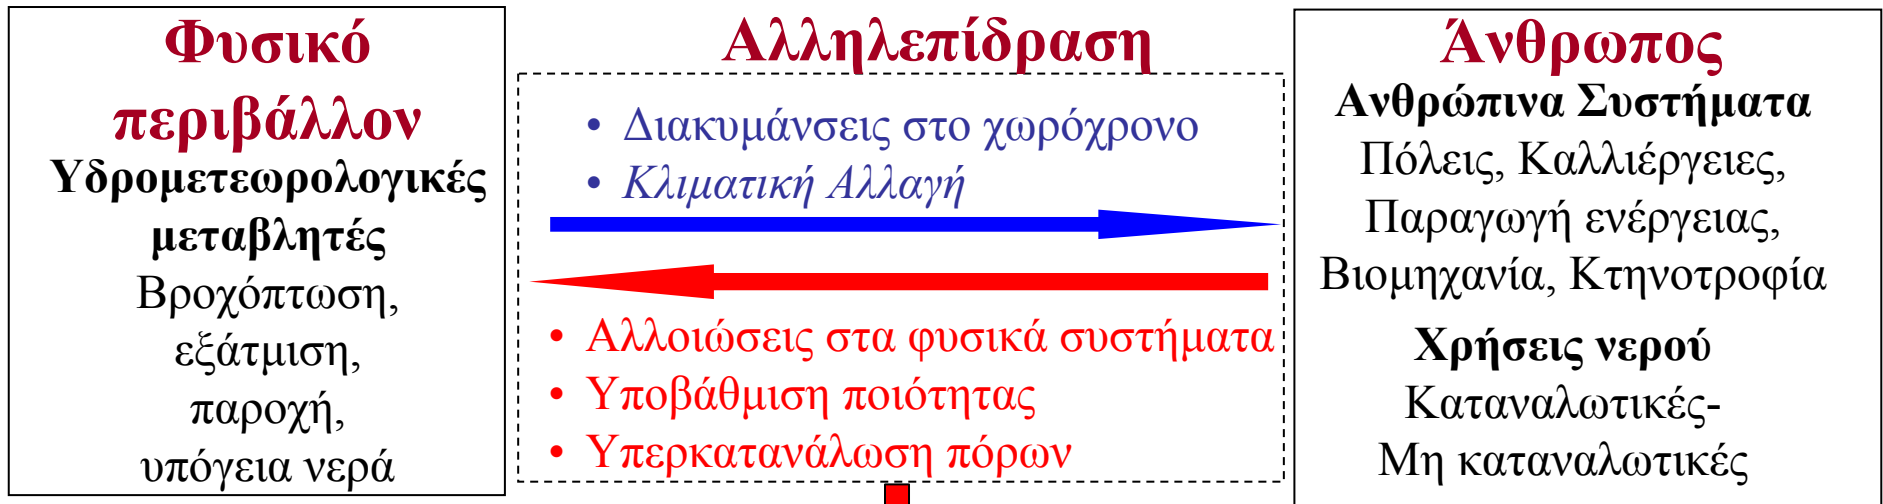 Φυσικό
περιβάλλον
Υδρομετεωρολογικές
μεταβλητές
Βροχόπτωση,
εξάτμιση,
παροχή,
υπόγεια νερά
Αλληλεπίδραση
• Διακυμάνσεις στο χωρόχρονο
• Κλιματική Αλλαγή
• Αλλοιώσεις στα φυσικά συστήματα
• Υποβάθμιση ποιότητας
• Υπερκατανάλωση πόρων
Άνθρωπος
Ανθρώπινα Συστήματα
Πόλεις, Καλλιέργειες,
Παραγωγή ενέργειας,
Βιομηχανία, Κτηνοτροφία
Χρήσεις νερού
Καταναλωτικές-
Μη καταναλωτικές